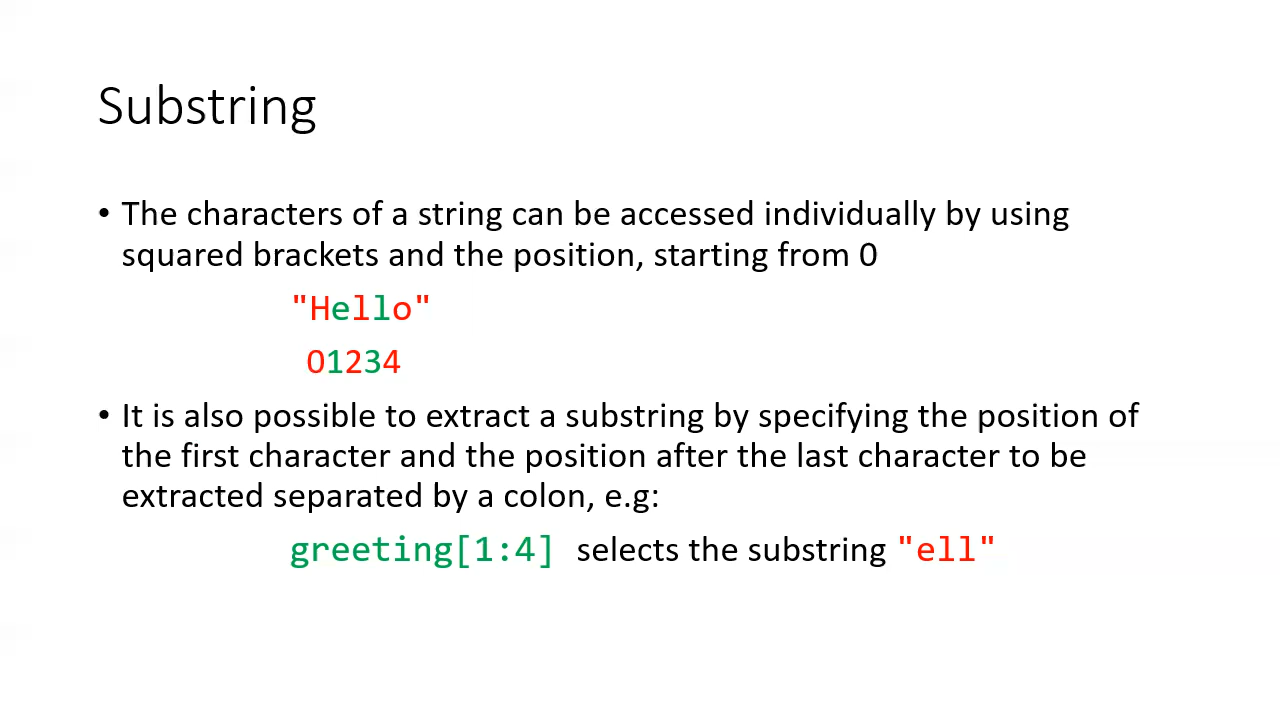 Substring
• The characters of a string can be accessed individually by using
squared brackets and the position, starting from 0
"Hello"
01234
• It is also possible to extract a substring by specifying the position of
the first character and the position after the last character to be
extracted separated by a colon, e.g:
greeting[1:4] selects the substring "ell"